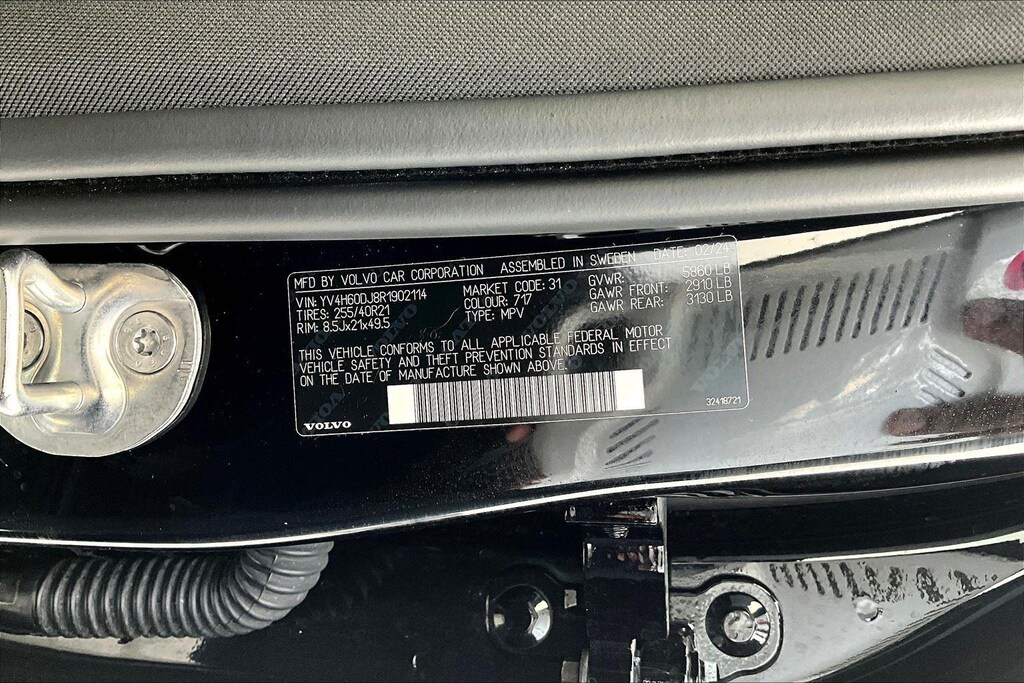 MFD BY VOLVO CAR CORPORATION ASSEMBLED IN SWEDEN DATE: 02/24
VIN: YV4H60DJ8R1902114 MARKET CODE: 31 GVWR: 5860 LB
TIRES: 255/40R21 COLOUR: 717 GAWR FRONT: 2910 LB
RIM: 8.5Jx21x49.5 TYPE: MPV GAWR REAR: 3130 LB
THIS VEHICLE CONFORMS TO ALL APPLICABLE FEDERAL MOTOR
VEHICLE SAFETY AND THEFT PREVENTION STANDARDS IN EFFECT
ON THE DATE OF MANUFACTURE SHOWN ABOVE.
VOLVO 32418721